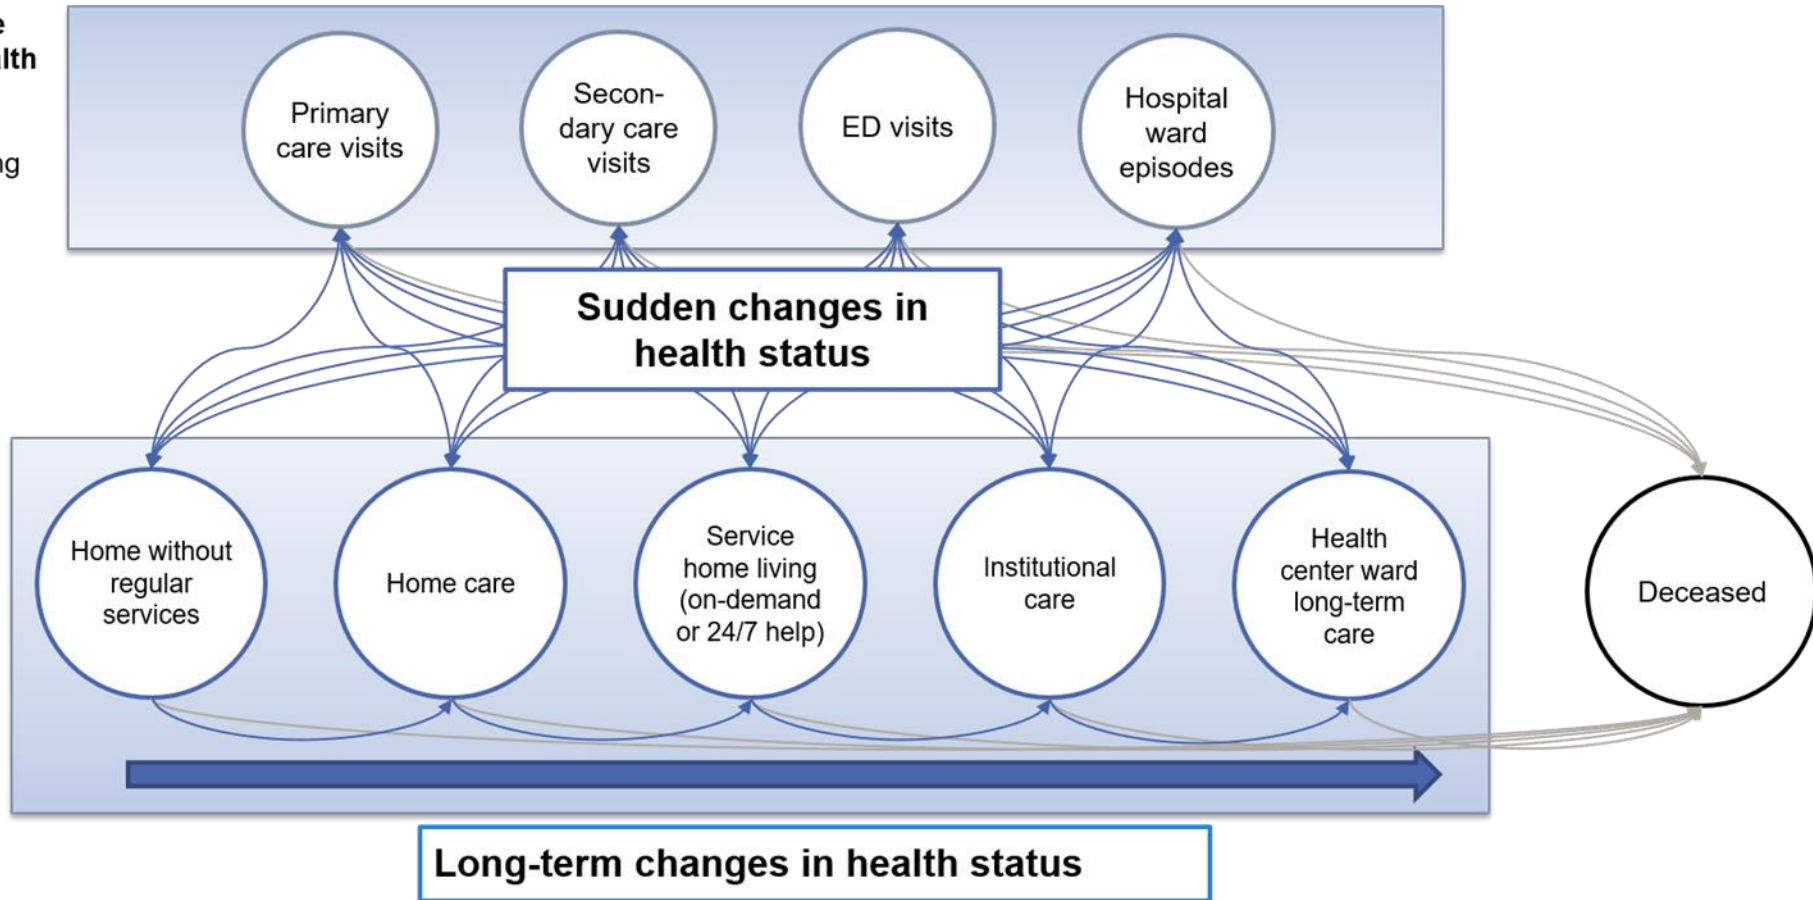 Primary
care visits
Secon-
dary care
visits
ED visits
Hospital
ward
episodes
Sudden changes in
health status
Home without
regular
services
Home care
Service
home living
(on-demand
or 24/7 help)
Institutional
care
Health
center ward
long-term
care
Deceased
Long-term changes in health status